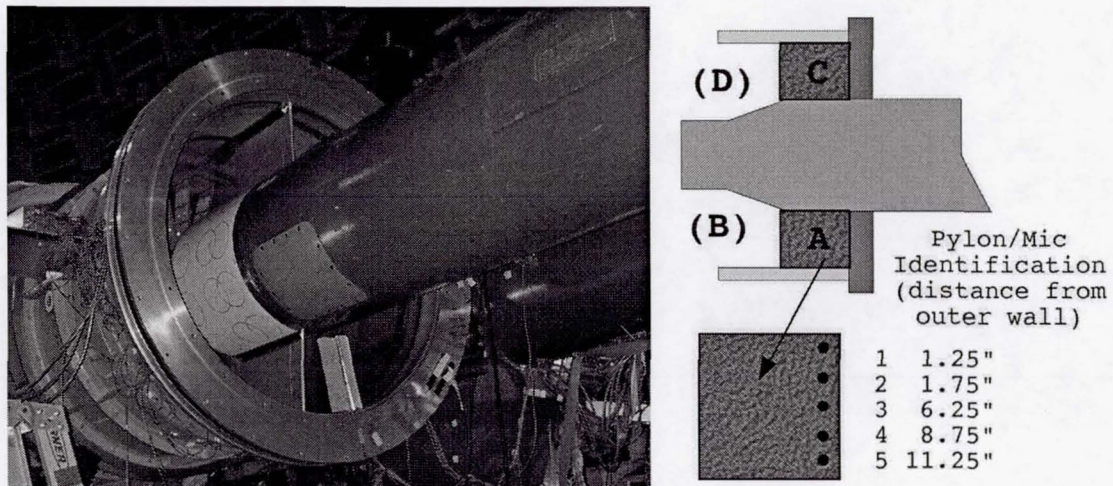 C
(D)
(B)
A
Pylon/Mic
Identification
(distance from
outer wall)
1 1.25"
2 1.75"
3 6.25"
4 8.75"
5 11.25"